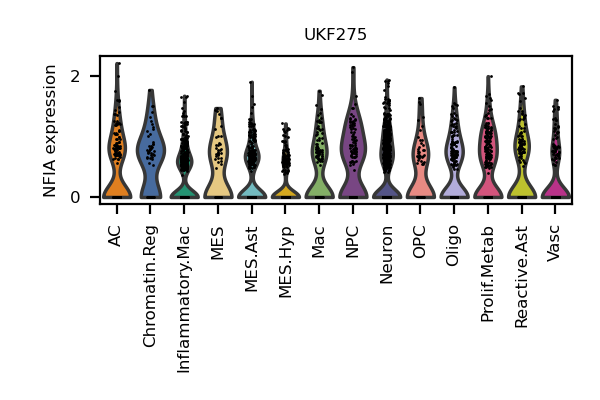 UKF275
NFIA expression
2
0
AC
Chromatin.Reg
Inflammatory.Mac
MES
MES.Ast
MES.Hyp
Mac
NPC
Neuron
OPC
Oligo
Prolif.Metab
Reactive.Ast
Vasc